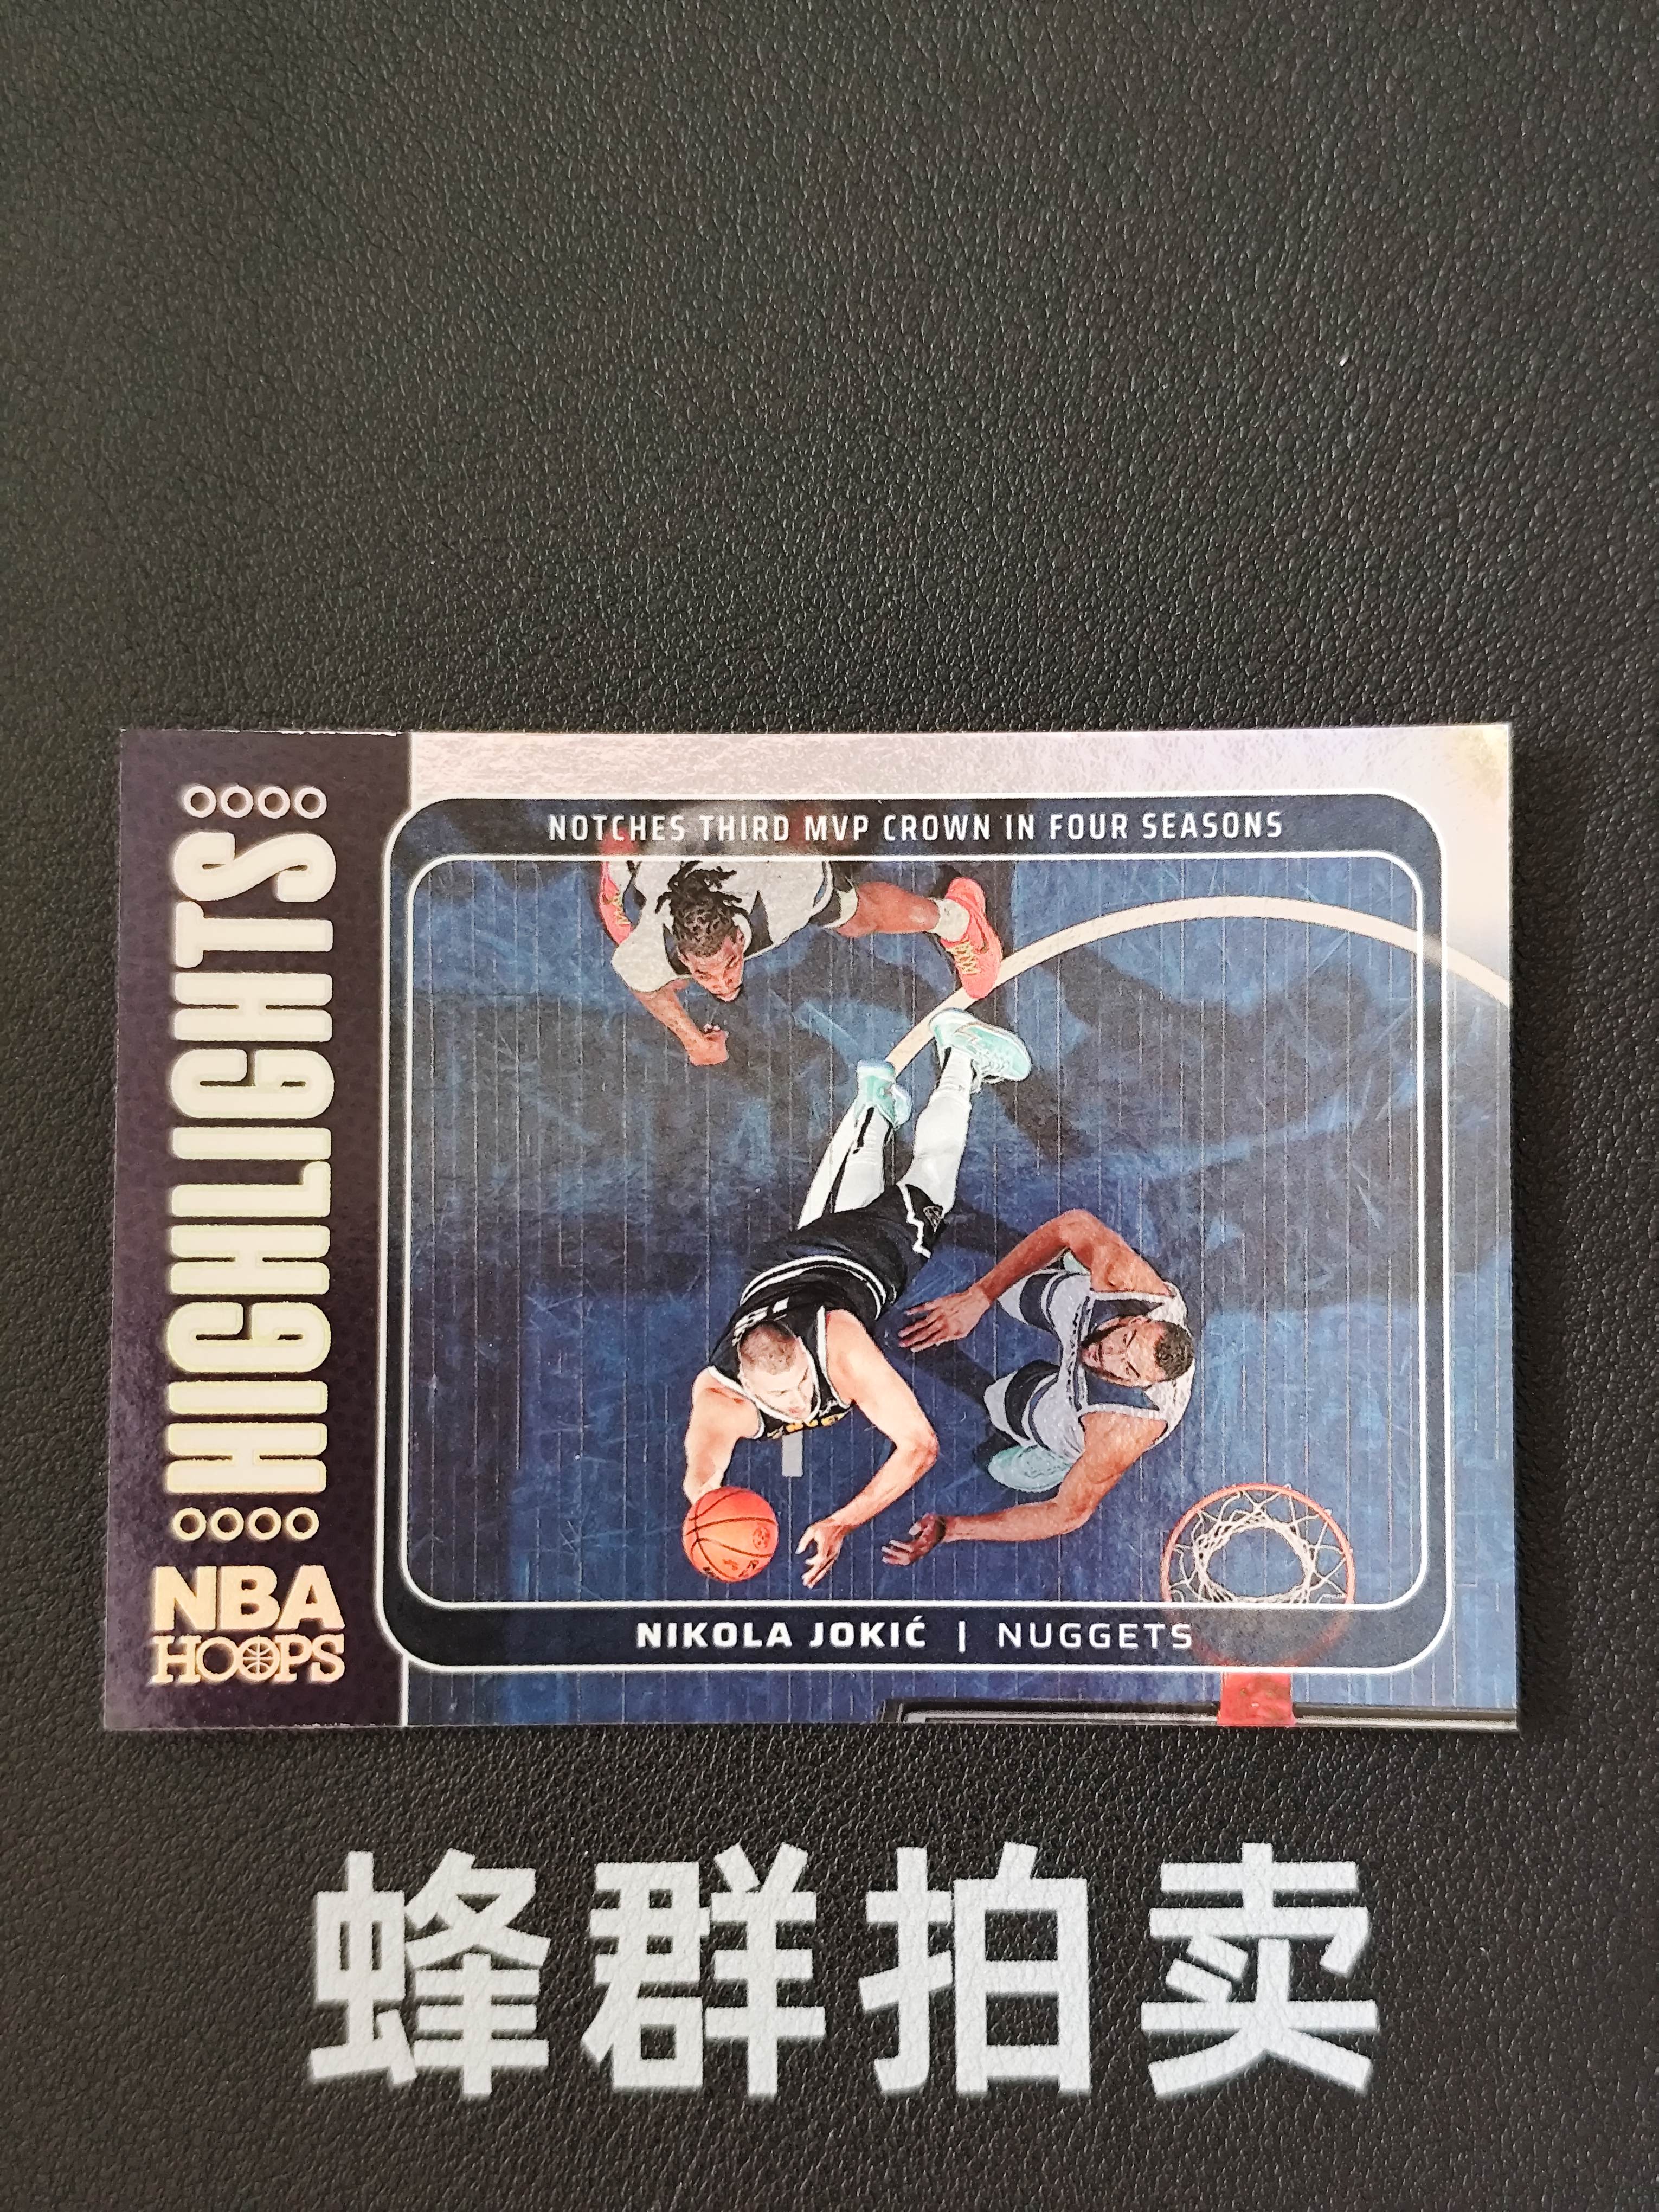 HIGHLIGHTS
NBA
HOOPS
NOTCHES THIRD MVP CROWN IN FOUR SEASONS
NIKOLA JOKIĆ | NUGGETS
蜂群拍卖